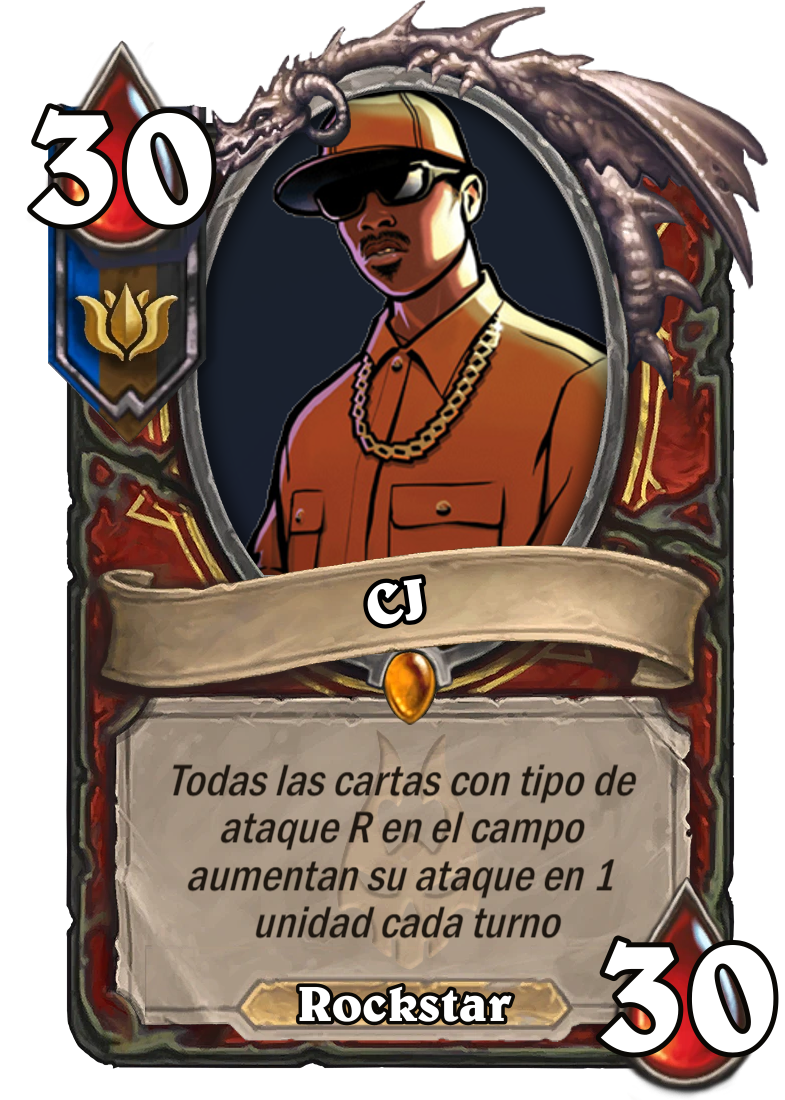 30
CJ
Todas las cartas con tipo de
ataque R en el campo
aumentan su ataque en 1
unidad cada turno
Rockstar
30